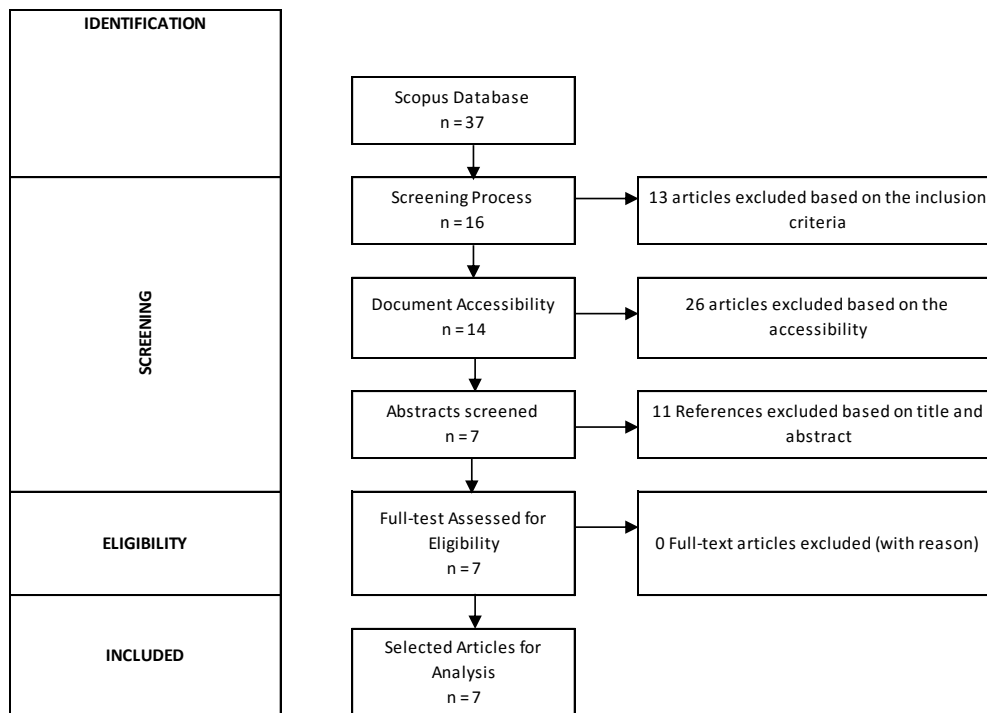 IDENTIFICATION
Scopus Database
n = 37
Screening Process
n = 16
13 articles excluded based on the inclusion
criteria
SCREENING
Document Accessibility
n = 14
26 articles excluded based on the
accessibility
Abstracts screened
n = 7
11 References excluded based on title and
abstract
ELIGIBILITY
Full-test Assessed for
Eligibility
n = 7
0 Full-text articles excluded (with reason)
INCLUDED
Selected Articles for
Analysis
n = 7